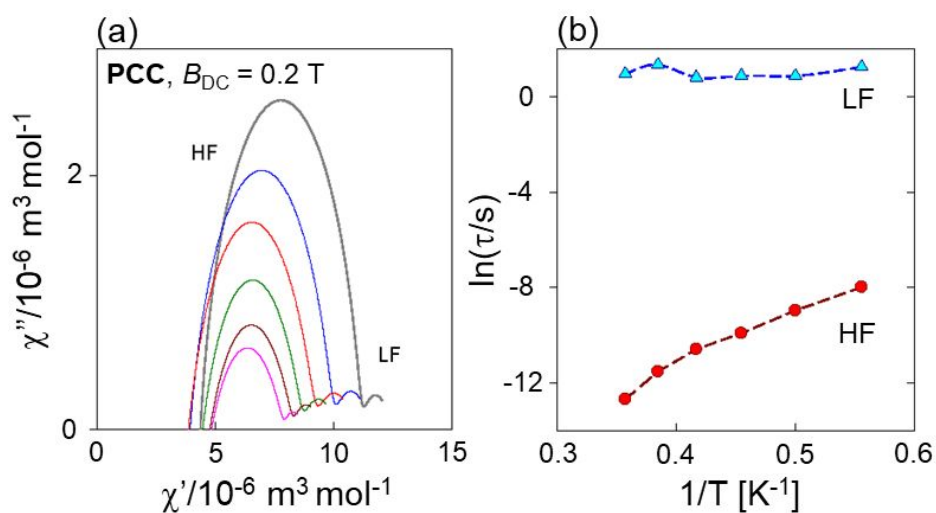 (a)
PCC, B_DC = 0.2 T
HF
LF
2
0
0
5
10
15
χ''/10⁻⁶ m³ mol⁻¹
χ'/10⁻⁶ m³ mol⁻¹
(b)
LF
HF
0
-4
-8
-12
0.3
0.4
0.5
0.6
ln(τ/s)
1/T [K⁻¹]